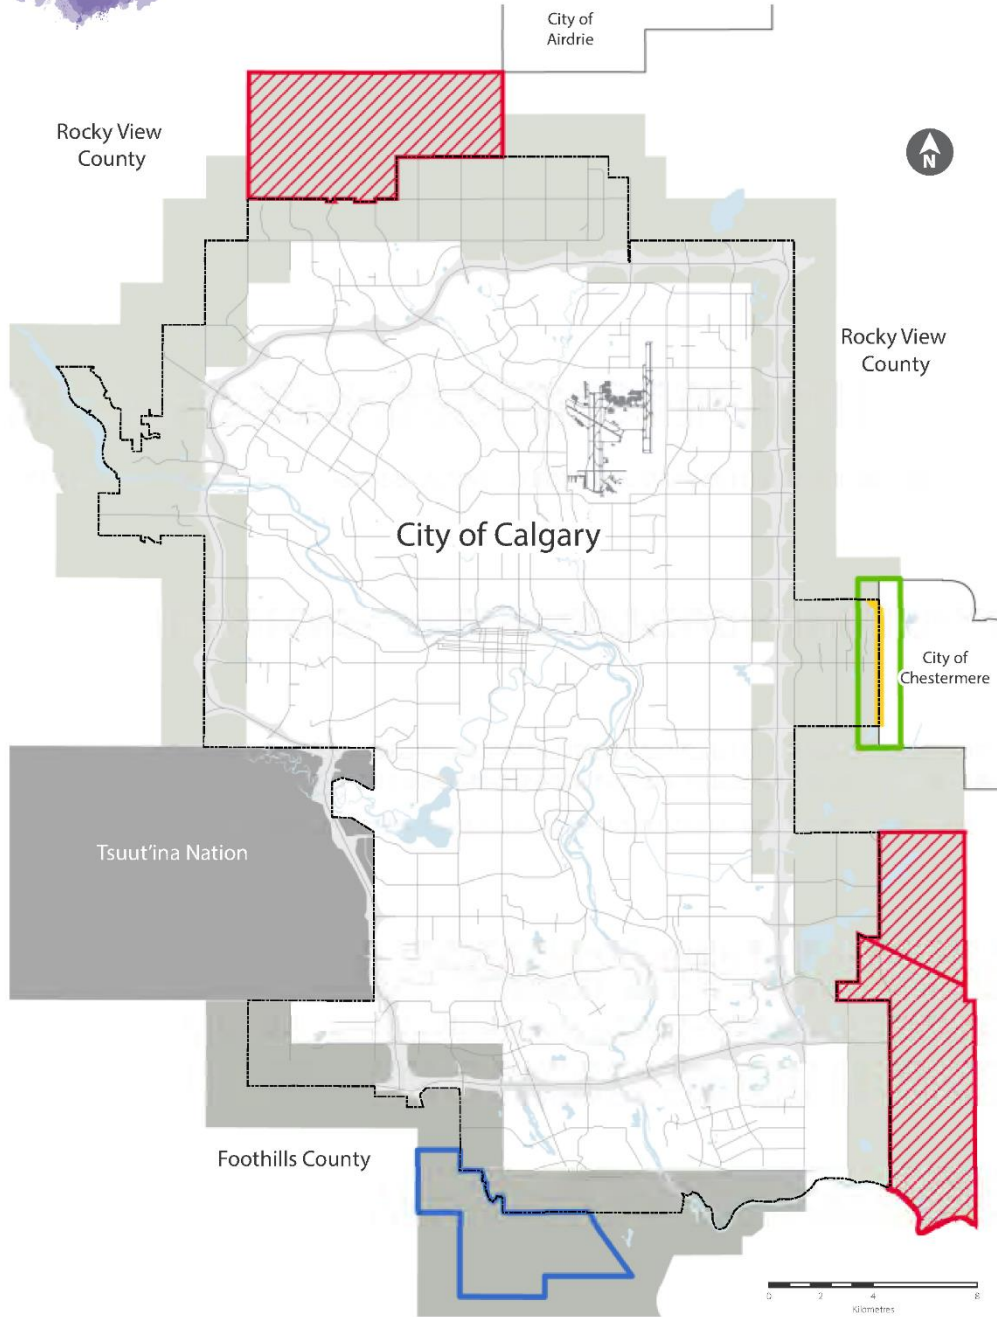 City of
Airdrie
Rocky View
County
N
Rocky View
County
City of Calgary
City of
Chestermere
Tsuut'ina Nation
Foothills County
0 2 4 8
Kilometres